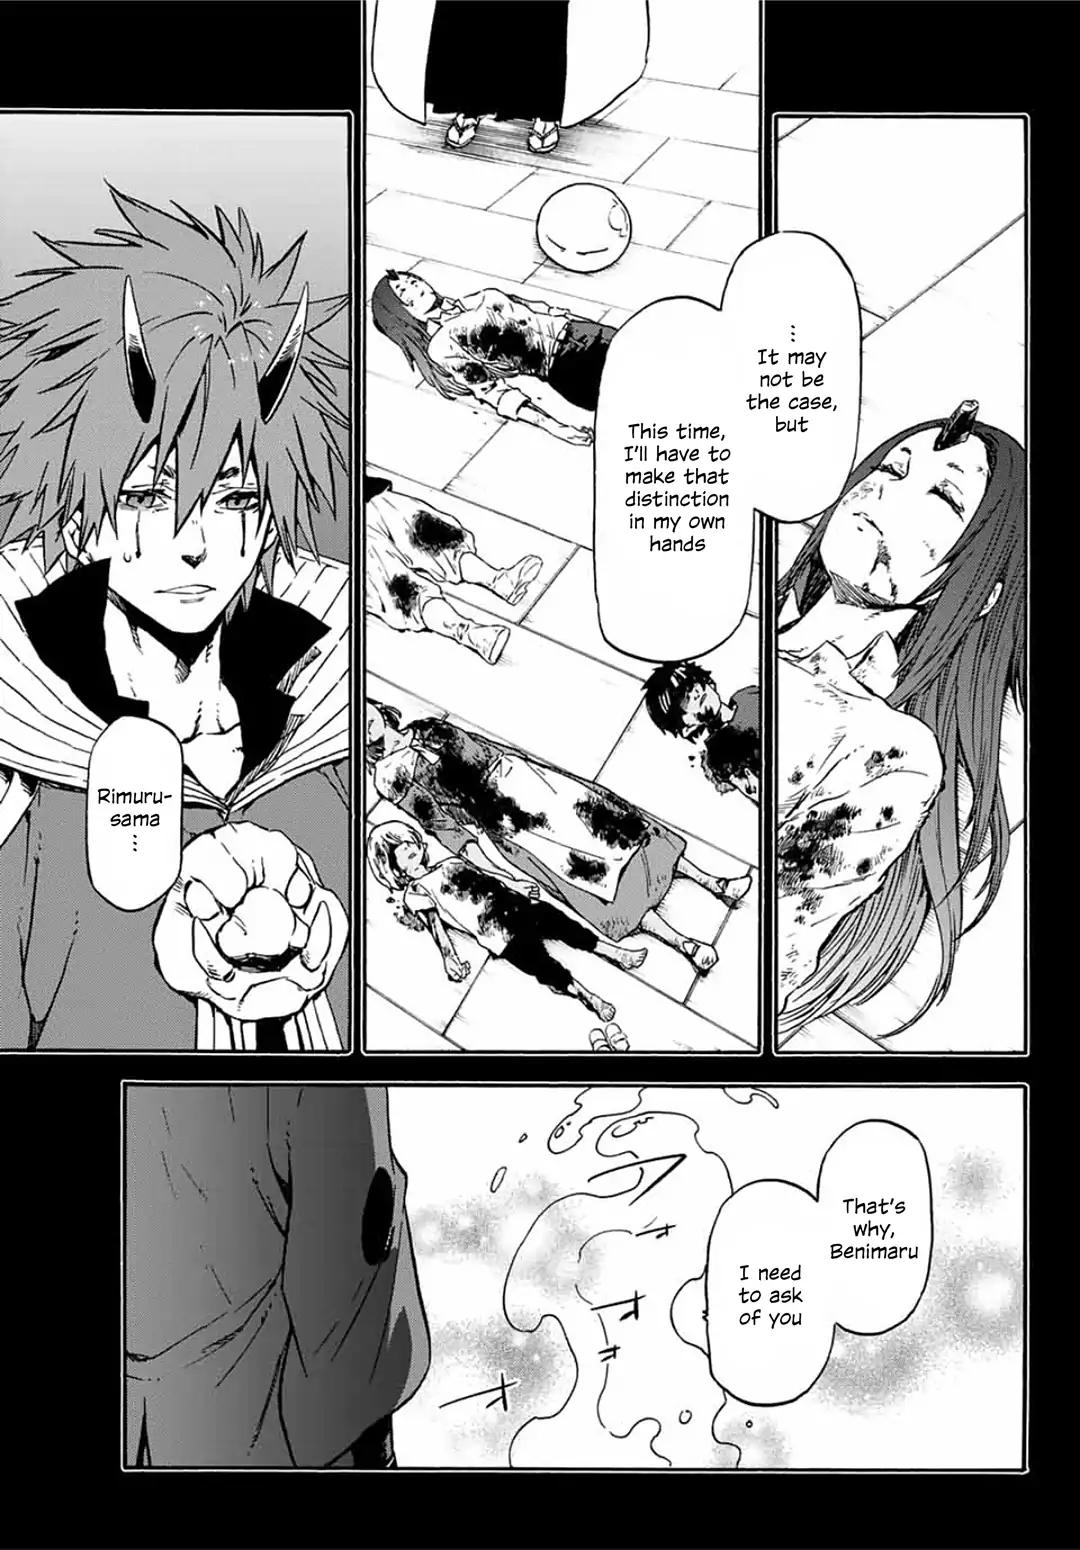 …
It may
not be
the case,
but
This time,
I'll have to
make that
distinction
in my own
hands
Rimuru-
sama
…
That's
why,
Benimaru
I need
to ask
of you